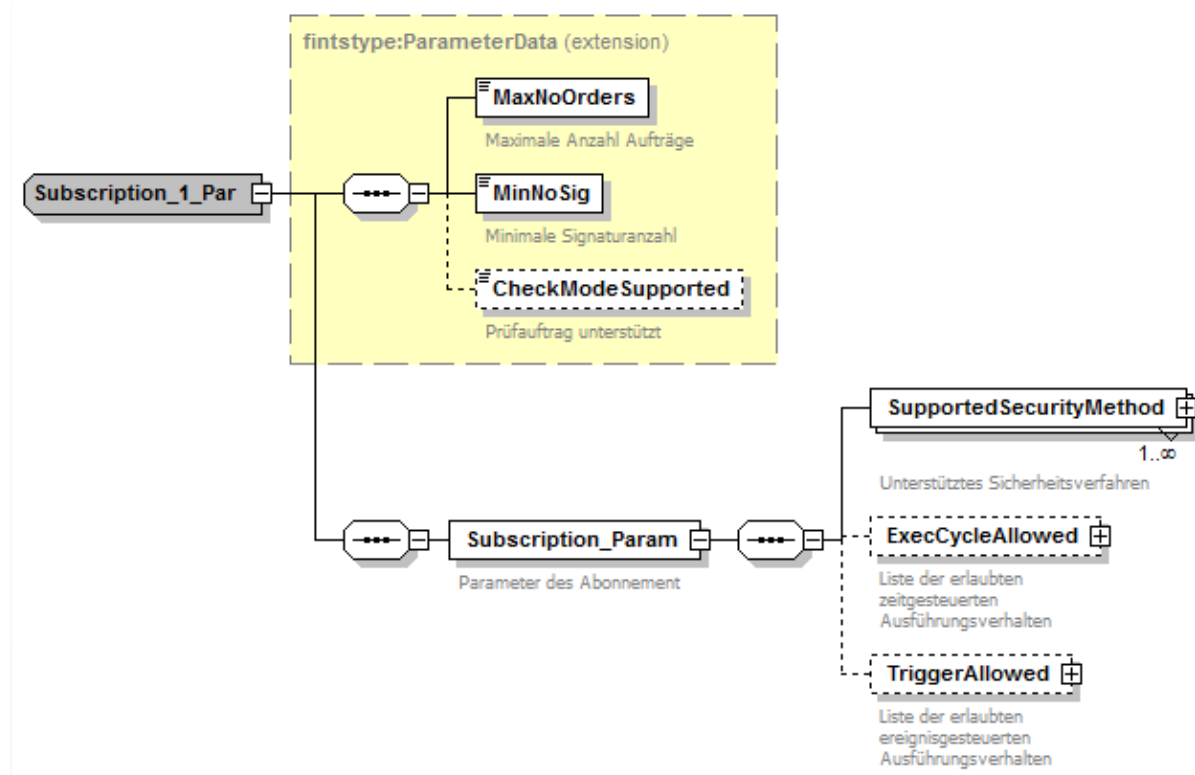 fintstype:ParameterData (extension)
MaxNoOrders
Maximale Anzahl Aufträge
Subscription_1_Par
MinNoSig
Minimale Signaturanzahl
CheckModeSupported
Prüfauftrag unterstützt
SupportedSecurityMethod
1..∞
Unterstütztes Sicherheitsverfahren
Subscription_Param
Parameter des Abonnement
ExecCycleAllowed
Liste der erlaubten
zeitgesteuerten
Ausführungsverhalten
TriggerAllowed
Liste der erlaubten
ereignisgesteuerten
Ausführungsverhalten